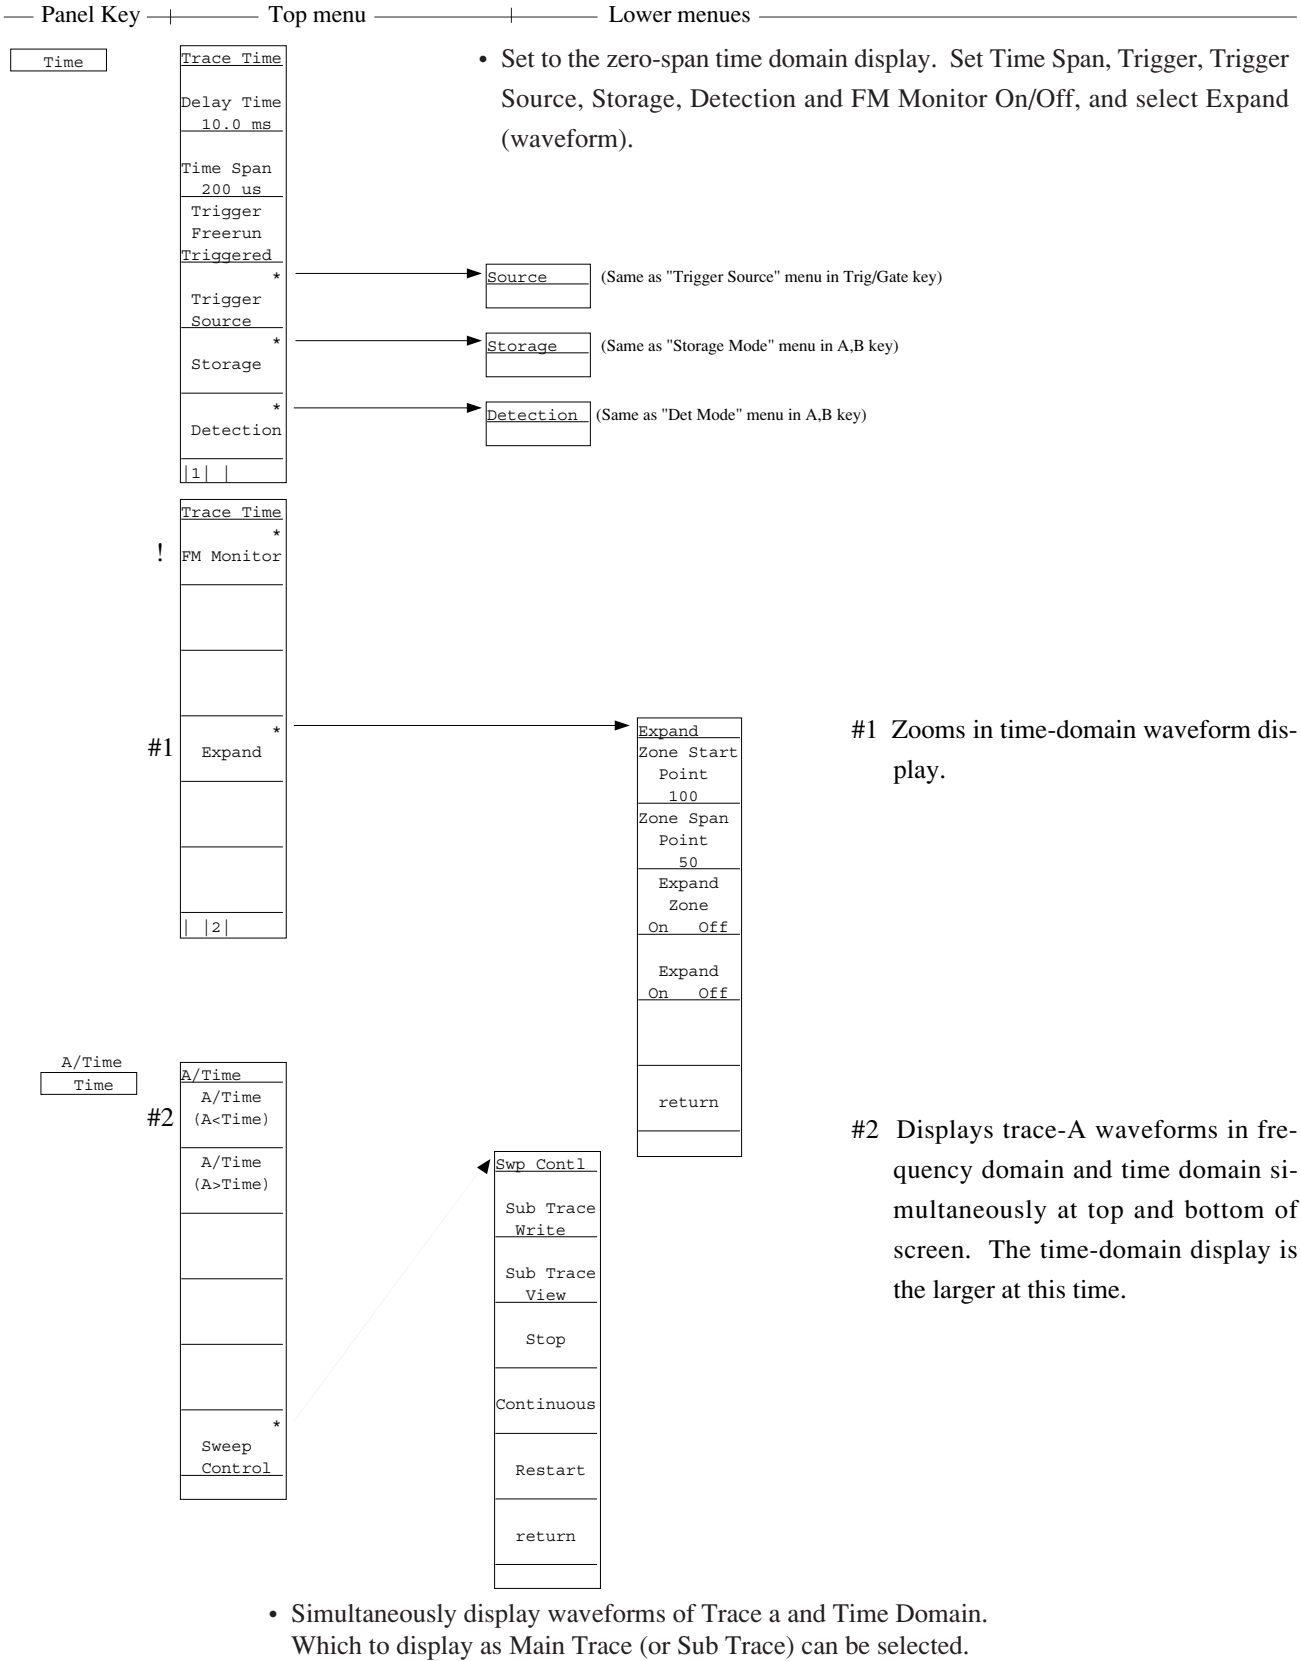 Panel Key
Top menu
Lower menues
Time
Trace Time
Delay Time
10.0 ms
Time Span
200 us
Trigger
Freerun
Triggered
*
Trigger
Source
*
Storage
*
Detection
|1| |
• Set to the zero-span time domain display. Set Time Span, Trigger, Trigger
Source, Storage, Detection and FM Monitor On/Off, and select Expand
(waveform).
Source
(Same as "Trigger Source" menu in Trig/Gate key)
Storage
(Same as "Storage Mode" menu in A,B key)
Detection
(Same as "Det Mode" menu in A,B key)
Trace Time
*
! FM Monitor
*
#1 Expand
| |2|
Expand
Zone Start
Point
100
Zone Span
Point
50
Expand
Zone
On Off
Expand
On Off
return
#1 Zooms in time-domain waveform dis-
play.
A/Time
Time
A/Time
A/Time
#2 (A<Time)
A/Time
(A>Time)
*
Sweep
Control
Swp Contl
Sub Trace
Write
Sub Trace
View
Stop
Continuous
Restart
return
#2 Displays trace-A waveforms in fre-
quency domain and time domain si-
multaneously at top and bottom of
screen. The time-domain display is
the larger at this time.
• Simultaneously display waveforms of Trace a and Time Domain.
Which to display as Main Trace (or Sub Trace) can be selected.